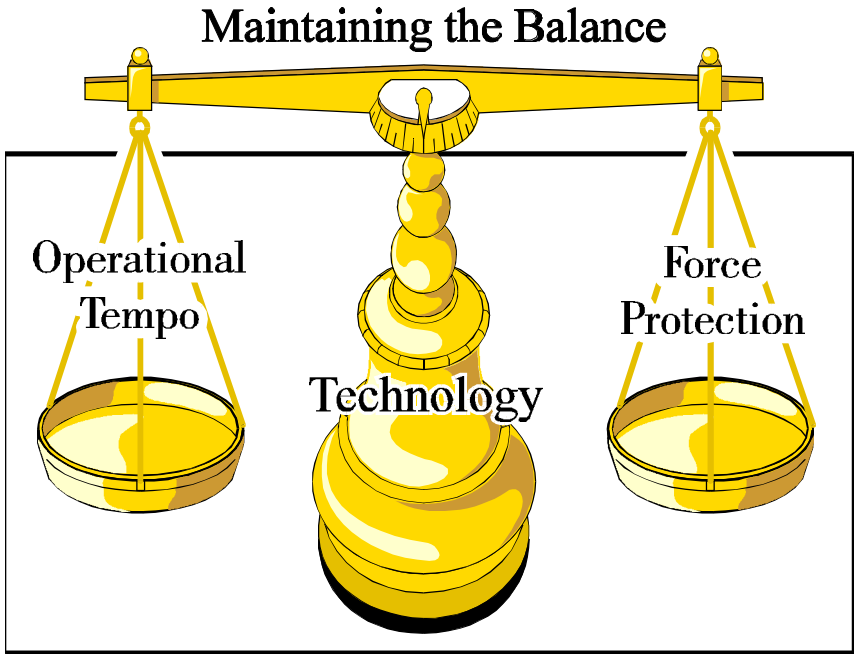 Maintaining the Balance
Operational
Tempo
Force
Protection
Technology